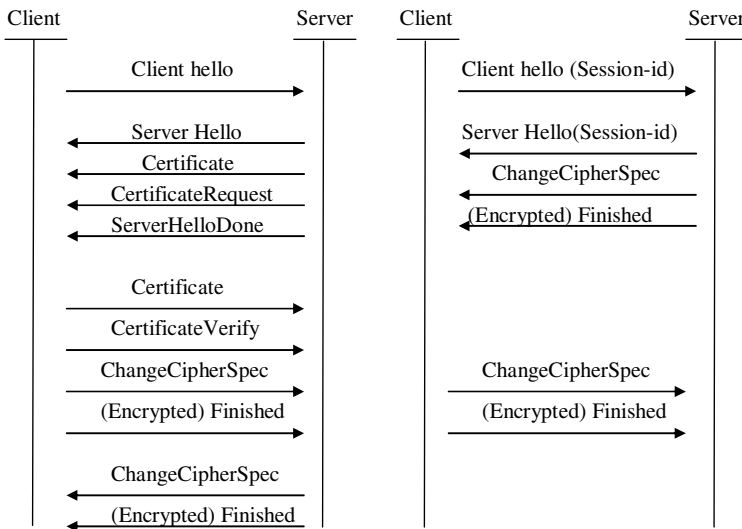 Client Server
Client hello
Server Hello
Certificate
CertificateRequest
ServerHelloDone
Certificate
CertificateVerify
ChangeCipherSpec
(Encrypted) Finished
ChangeCipherSpec
(Encrypted) Finished
Client Server
Client hello (Session-id)
Server Hello(Session-id)
ChangeCipherSpec
(Encrypted) Finished
ChangeCipherSpec
(Encrypted) Finished